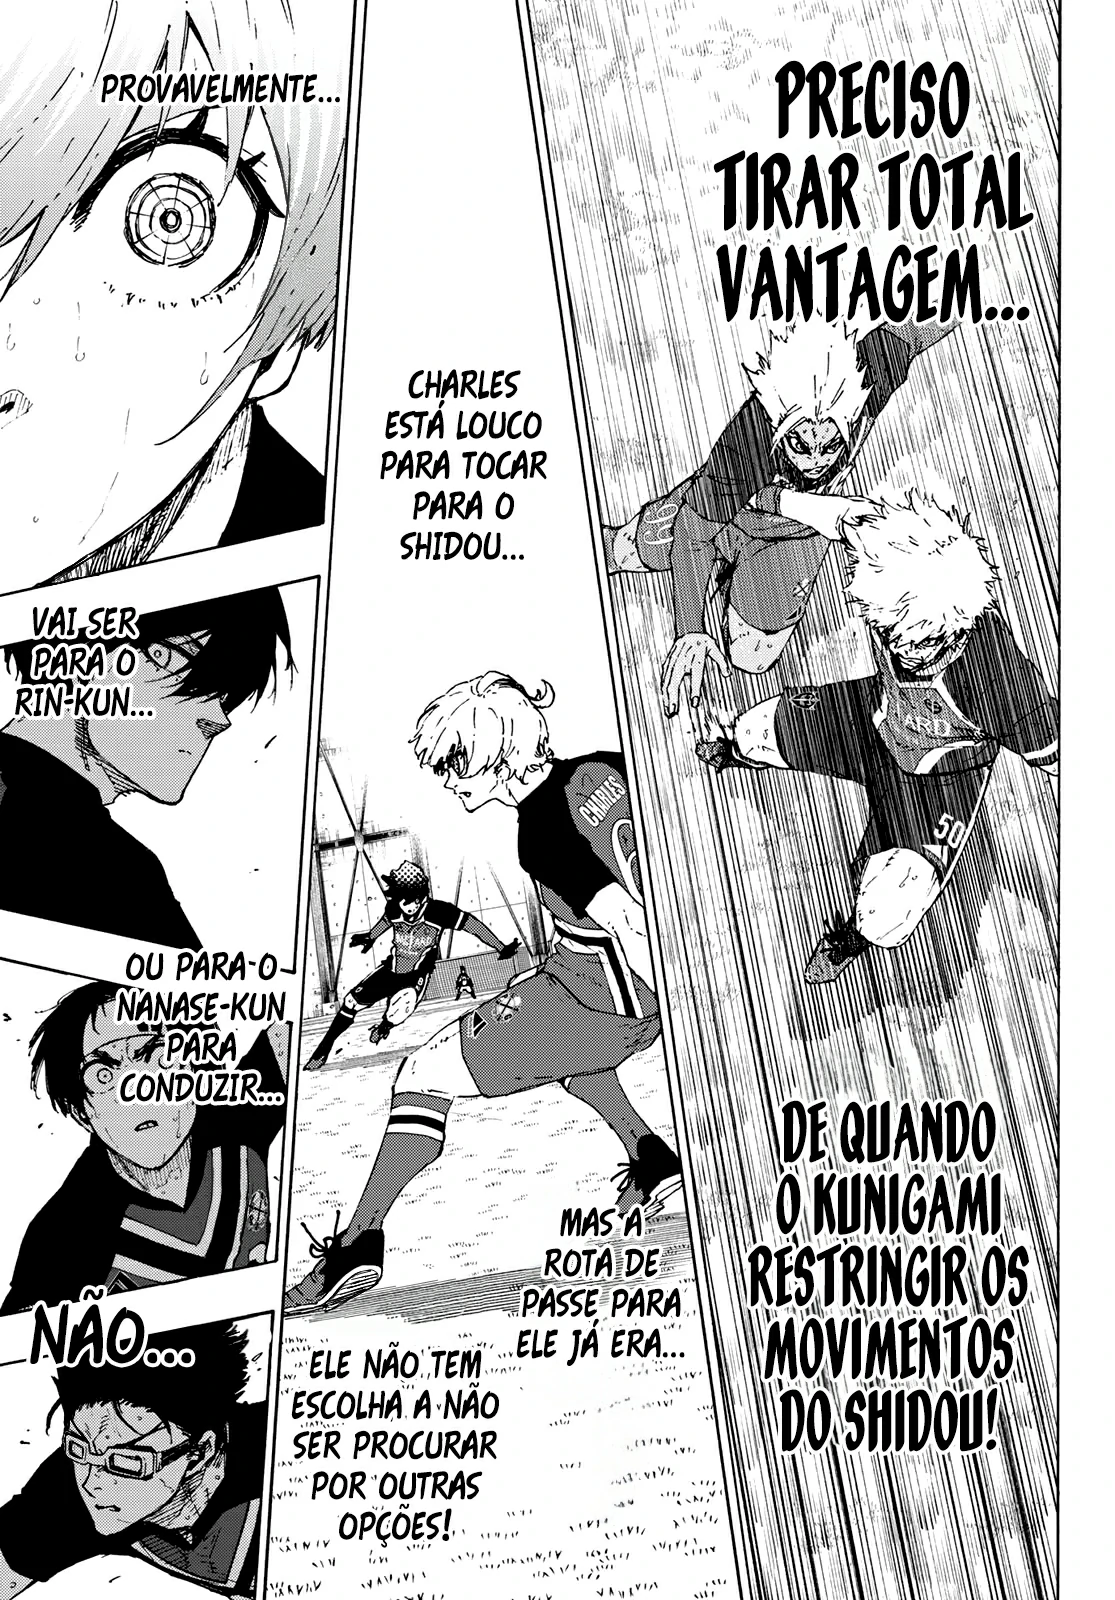 PRECISO
TIRAR TOTAL
VANTAGEM...
50
DE QUANDO
O KUNIGAMI
RESTRINGIR OS
MOVIMENTOS
DO SHIDOU!
CHARLES
ESTÁ LOUCO
PARA TOCAR
PARA O
SHIDOU...
CHARLES
MAS A
ROTA DE
PASSE PARA
ELE JÁ ERA...
ELE NÃO TEM
ESCOLHA A NÃO
SER PROCURAR
POR OUTRAS
OPÇÕES!
PROVAVELMENTE...
VAI SER
PARA O
RIN-KUN...
OU PARA O
NANASE-KUN
PARA
CONDUZIR...
NÃO...